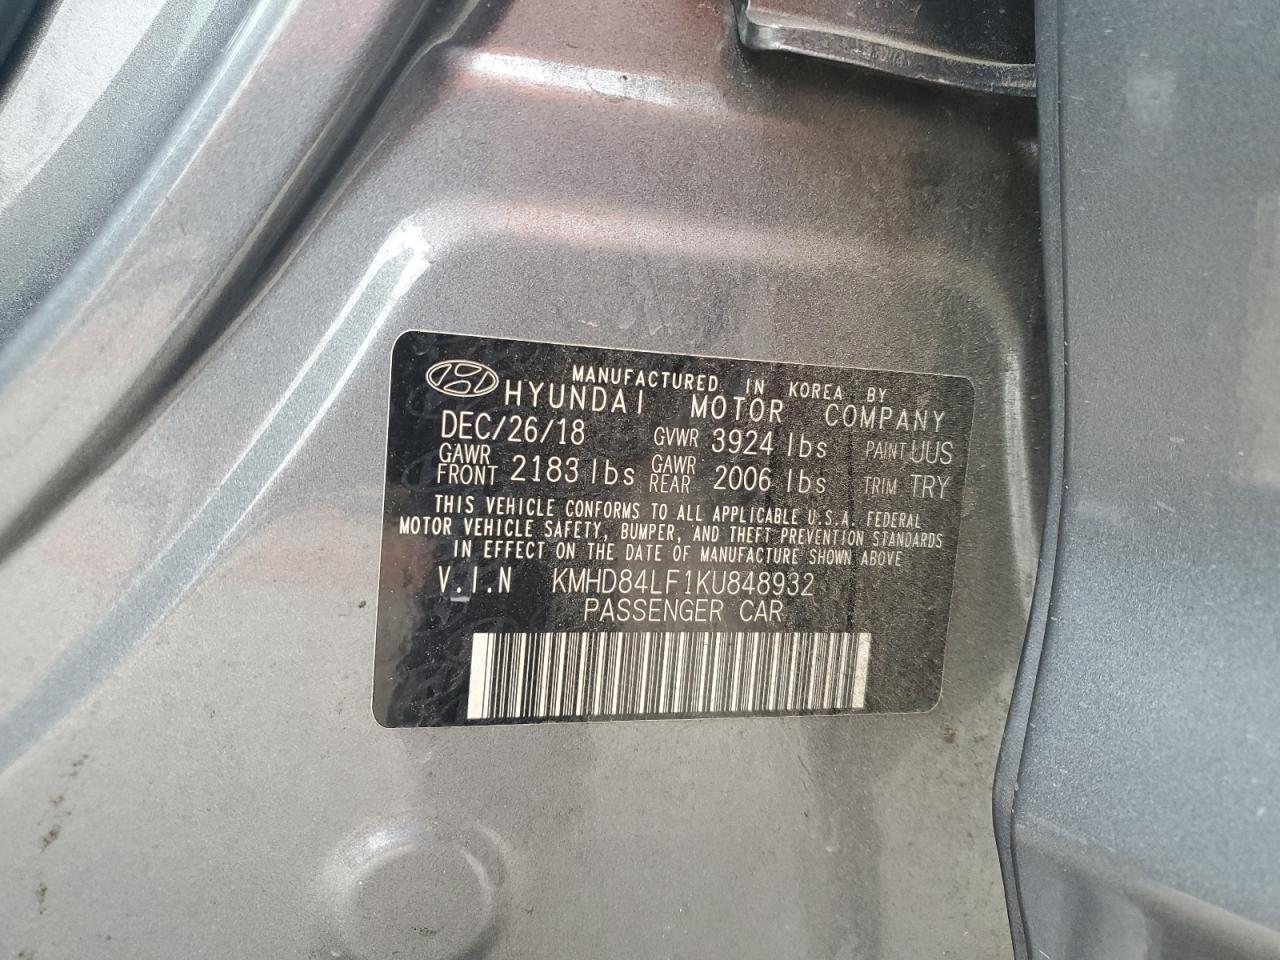 MANUFACTURED IN KOREA BY
HYUNDAI MOTOR COMPANY
DEC/26/18 GVWR 3924 lbs PAINT UUS
GAWR FRONT 2183 lbs GAWR REAR 2006 lbs TRIM TRY
THIS VEHICLE CONFORMS TO ALL APPLICABLE U.S.A. FEDERAL
MOTOR VEHICLE SAFETY, BUMPER, AND THEFT PREVENTION STANDARDS
IN EFFECT ON THE DATE OF MANUFACTURE SHOWN ABOVE
V.I.N KMHD84LF1KU848932
PASSENGER CAR